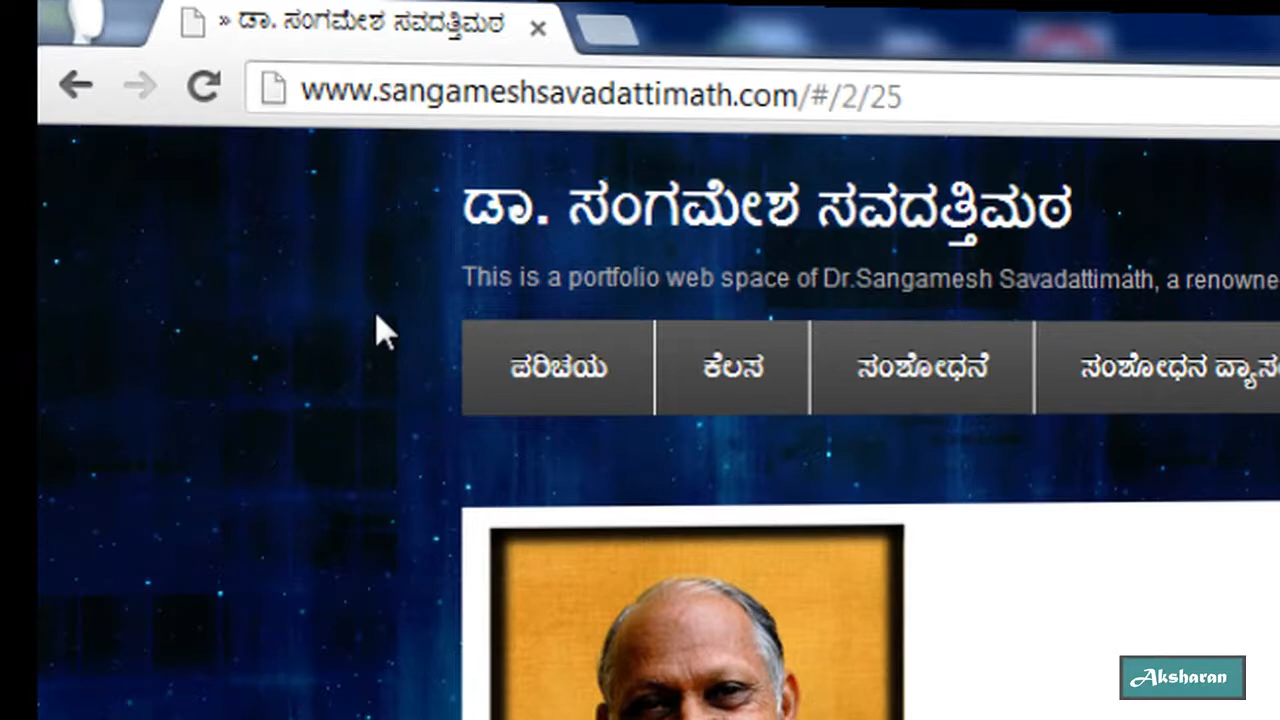 » ಡಾ. ಸಂಗಮೇಶ ಸವದತ್ತಿಮಠ
www.sangameshsavadattimath.com/#/2/25
ಡಾ. ಸಂಗಮೇಶ ಸವದತ್ತಿಮಠ
This is a portfolio web space of Dr.Sangamesh Savadattimath, a
ಪರಿಚಯ ಕೆಲಸ ಸಂಶೋಧನೆ ಸಂಶೋಧನ
Aksharan